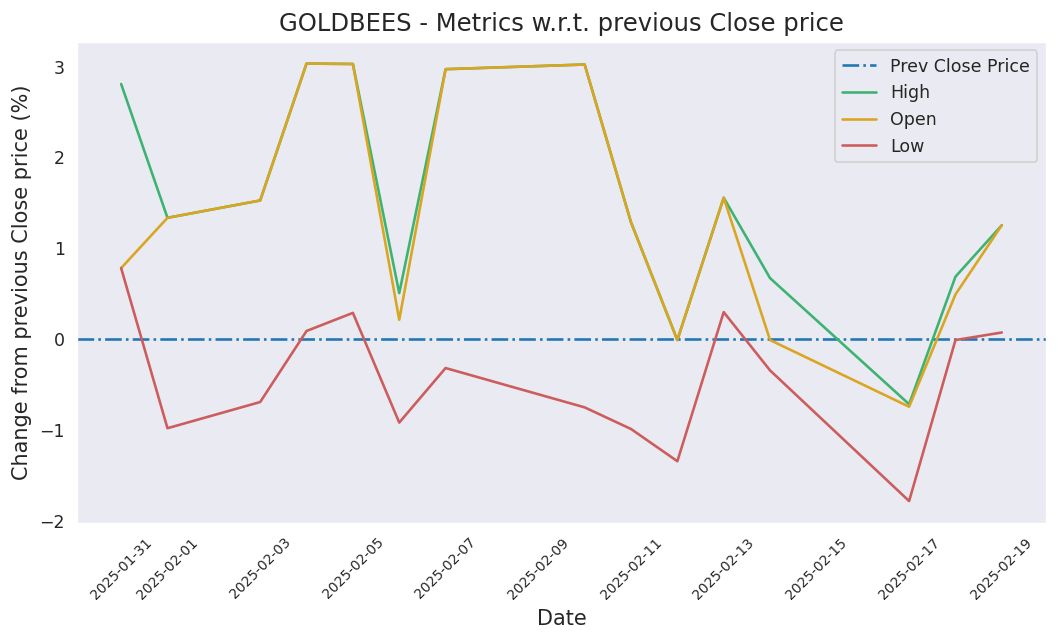 GOLDBEES - Metrics w.r.t. previous Close price
Change from previous Close price (%)
3
2
1
0
−1
−2
Prev Close Price
High
Open
Low
2025-01-31
2025-02-01
2025-02-03
2025-02-05
2025-02-07
2025-02-09
2025-02-11
2025-02-13
2025-02-15
2025-02-17
2025-02-19
Date